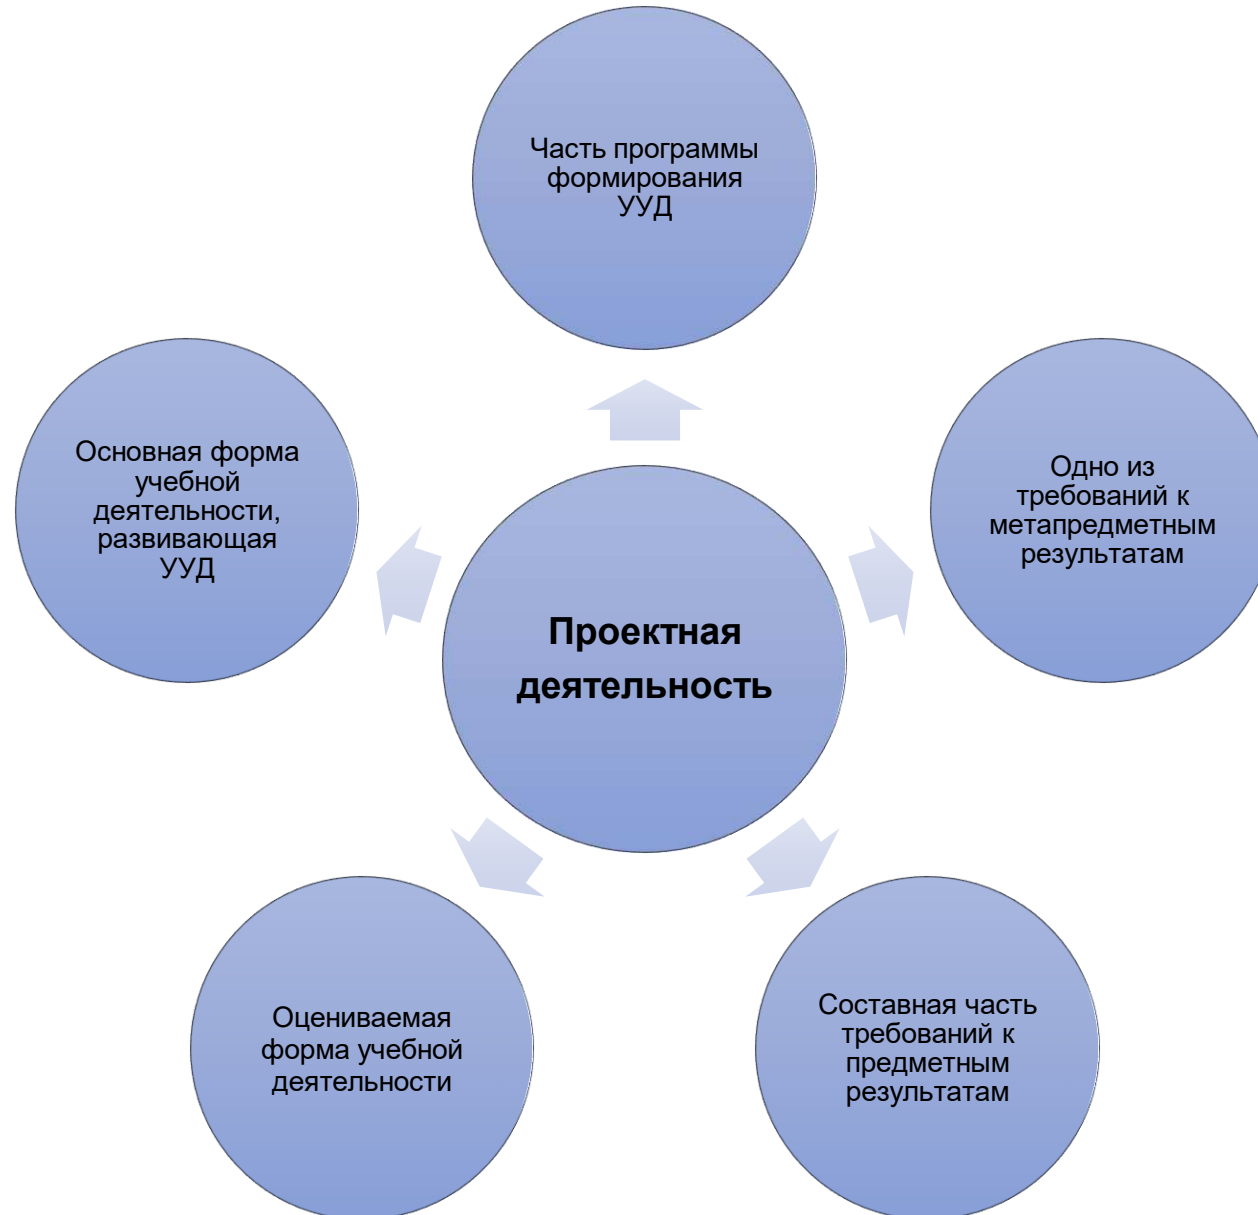 Часть программы
формирования
УУД
Основная форма
учебной
деятельности,
развивающая
УУД
Одно из
требований к
метапредметным
результатам
Проектная
деятельность
Оцениваемая
форма учебной
деятельности
Составная часть
требований к
предметным
результатам